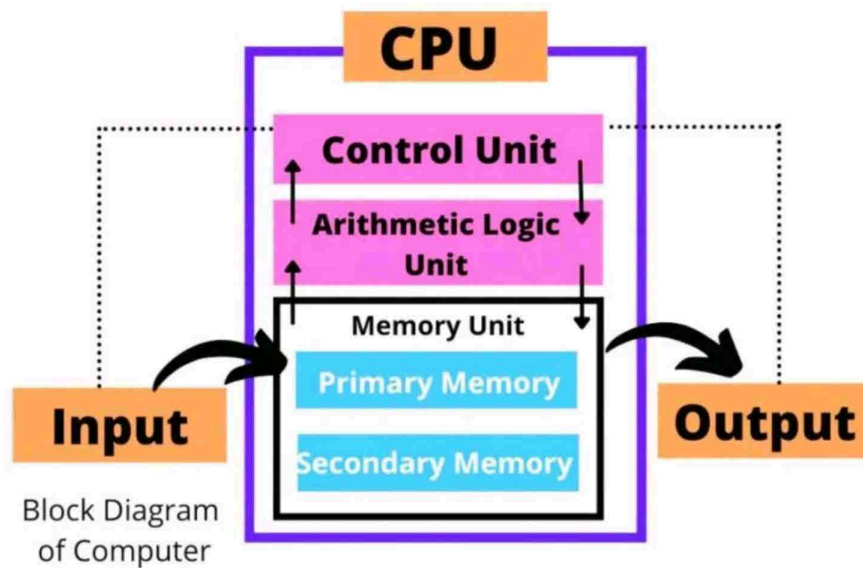 CPU
Control Unit
Arithmetic Logic
Unit
Memory Unit
Primary Memory
Secondary Memory
Input
Output
Block Diagram
of Computer